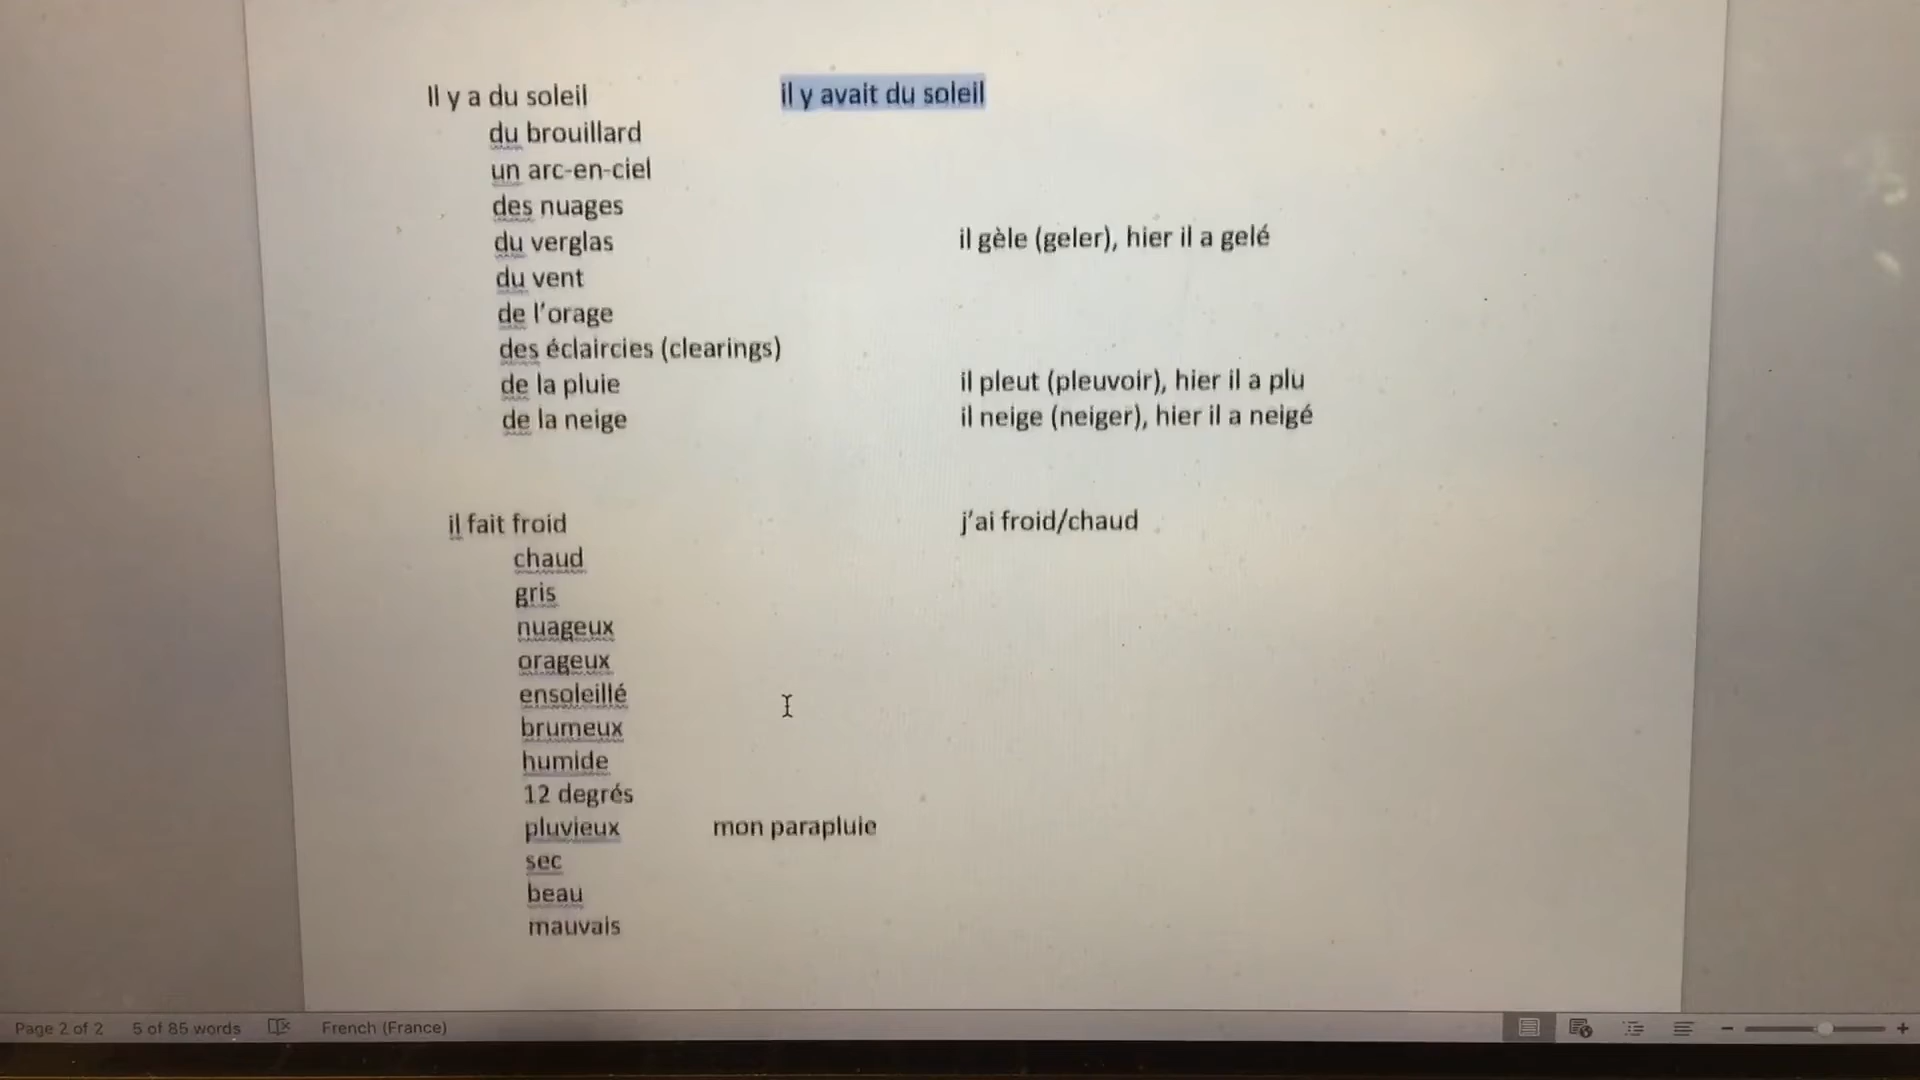 Il y a du soleil il y avait du soleil
du brouillard
un arc-en-ciel
des nuages
du verglas il gèle (geler), hier il a gelé
du vent
de l'orage
des éclaircies (clearings)
de la pluie il pleut (pleuvoir), hier il a plu
de la neige il neige (neiger), hier il a neigé
il fait froid j'ai froid/chaud
chaud
gris
nuageux
orageux
ensoleillé
brumeux
humide
12 degrés
pluvieux mon parapluie
sec
beau
mauvais
Page 2 of 2 5 of 85 words French (France)